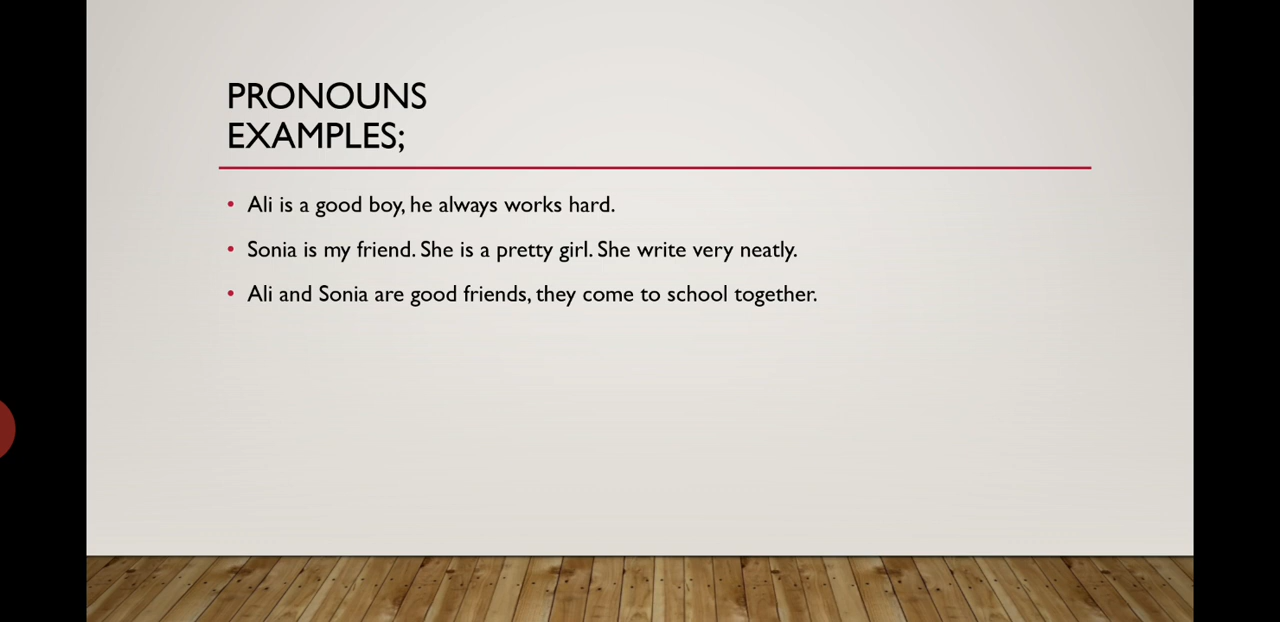 PRONOUNS
EXAMPLES;
• Ali is a good boy, he always works hard.
• Sonia is my friend. She is a pretty girl. She write very neatly.
• Ali and Sonia are good friends, they come to school together.